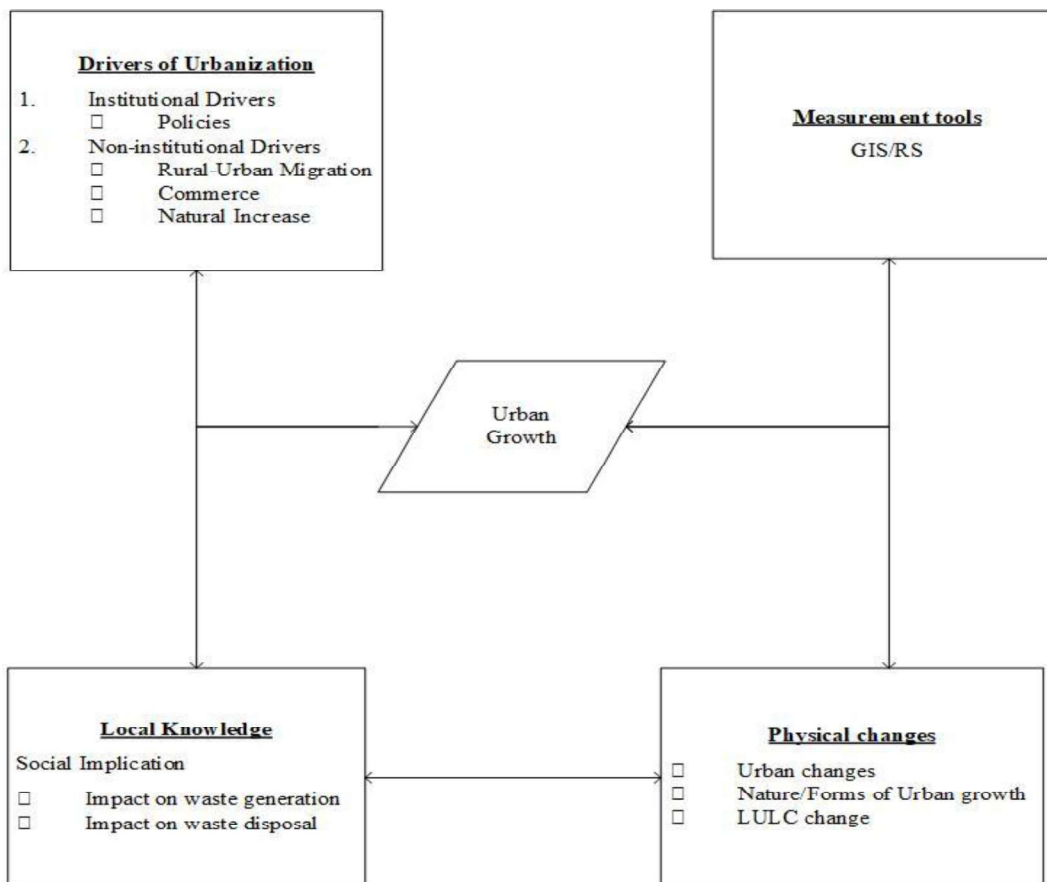 Drivers of Urbanization
1. Institutional Drivers
□ Policies
2. Non-institutional Drivers
□ Rural-Urban Migration
□ Commerce
□ Natural Increase
Measurement tools
GIS/RS
Urban
Growth
Local Knowledge
Social Implication
□ Impact on waste generation
□ Impact on waste disposal
Physical changes
□ Urban changes
□ Nature/Forms of Urban growth
□ LULC change